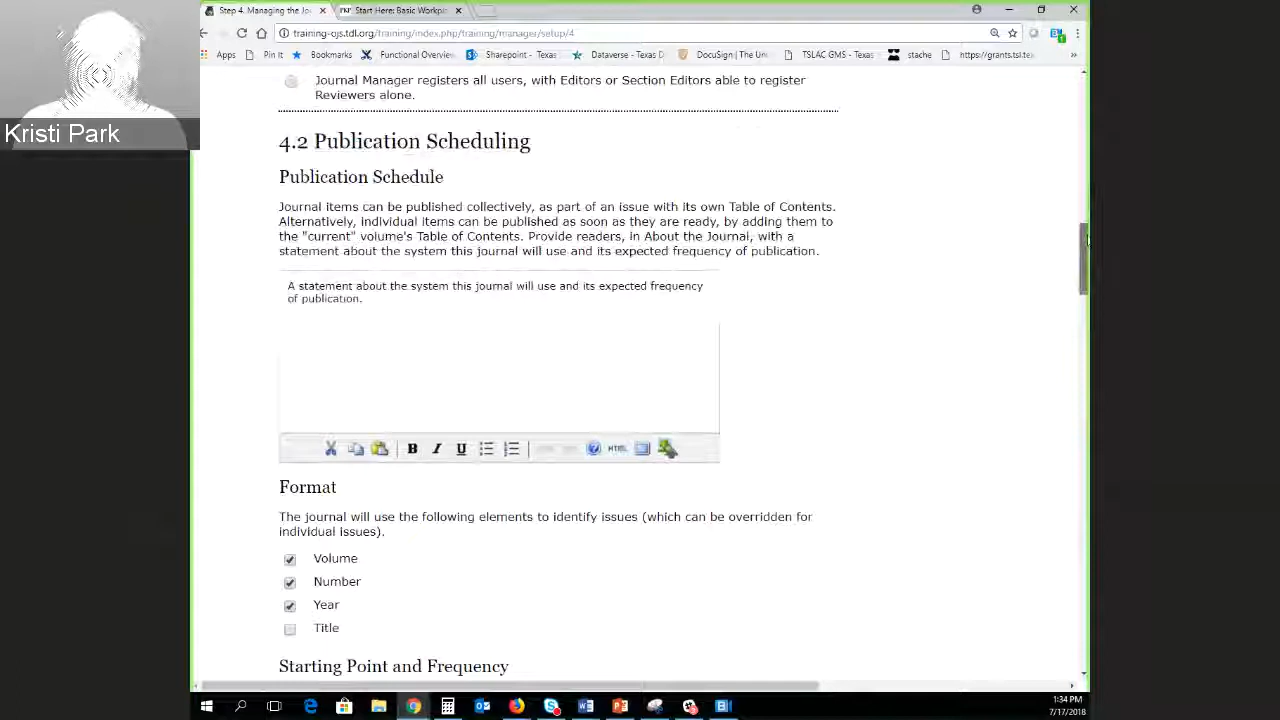 Step 4. Managing the Jo
Start Here: Basic Workpla
training-ojs.tdl.org/training/index.php/training/manager/setup/4
Apps Pin It Bookmarks Functional Overview Sharepoint - Texas Dataverse - Texas D DocuSign | The Uni TSLAC GMS - Texas stache https://grants.tsl.tex
Journal Manager registers all users, with Editors or Section Editors able to register
Reviewers alone.
Kristi Park
4.2 Publication Scheduling
Publication Schedule
Journal items can be published collectively, as part of an issue with its own Table of Contents.
Alternatively, individual items can be published as soon as they are ready, by adding them to
the "current" volume's Table of Contents. Provide readers, in About the Journal, with a
statement about the system this journal will use and its expected frequency of publication.
A statement about the system this journal will use and its expected frequency
of publication.
B I U HTML
Format
The journal will use the following elements to identify issues (which can be overridden for
individual issues).
Volume
Number
Year
Title
Starting Point and Frequency
1:34 PM
7/17/2018